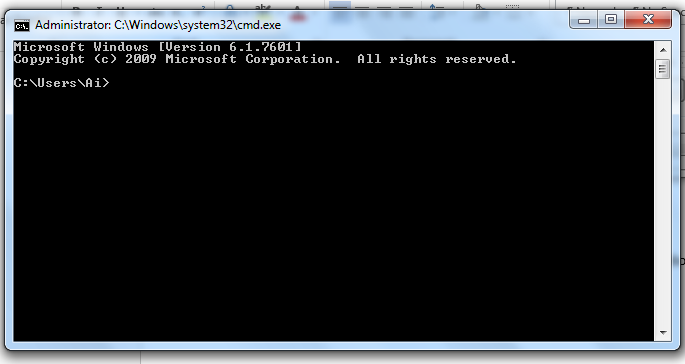 Administrator: C:\Windows\system32\cmd.exe
Microsoft Windows [Version 6.1.7601]
Copyright (c) 2009 Microsoft Corporation.  All rights reserved.
C:\Users\Ai>